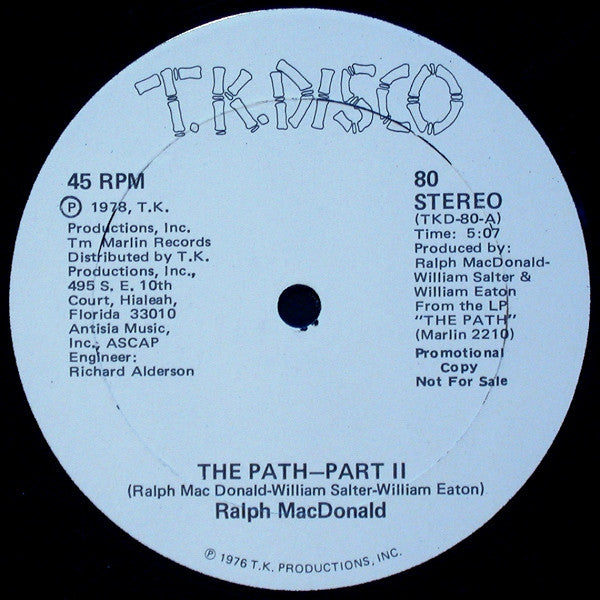 T.K. DISCO
45 RPM
Ⓟ 1978, T.K.
Productions, Inc.
Tm Marlin Records
Distributed by T.K.
Productions, Inc.,
495 S. E. 10th
Court, Hialeah,
Florida 33010
Antisia Music,
Inc., ASCAP
Engineer:
Richard Alderson
80
STEREO
(TKD-80-A)
Time: 5:07
Produced by:
Ralph MacDonald-
William Salter &
William Eaton
From the LP
"THE PATH"
(Marlin 2210)
Promotional
Copy
Not For Sale
THE PATH—PART II
(Ralph Mac Donald-William Salter-William Eaton)
Ralph MacDonald
Ⓟ 1976 T.K. PRODUCTIONS, INC.